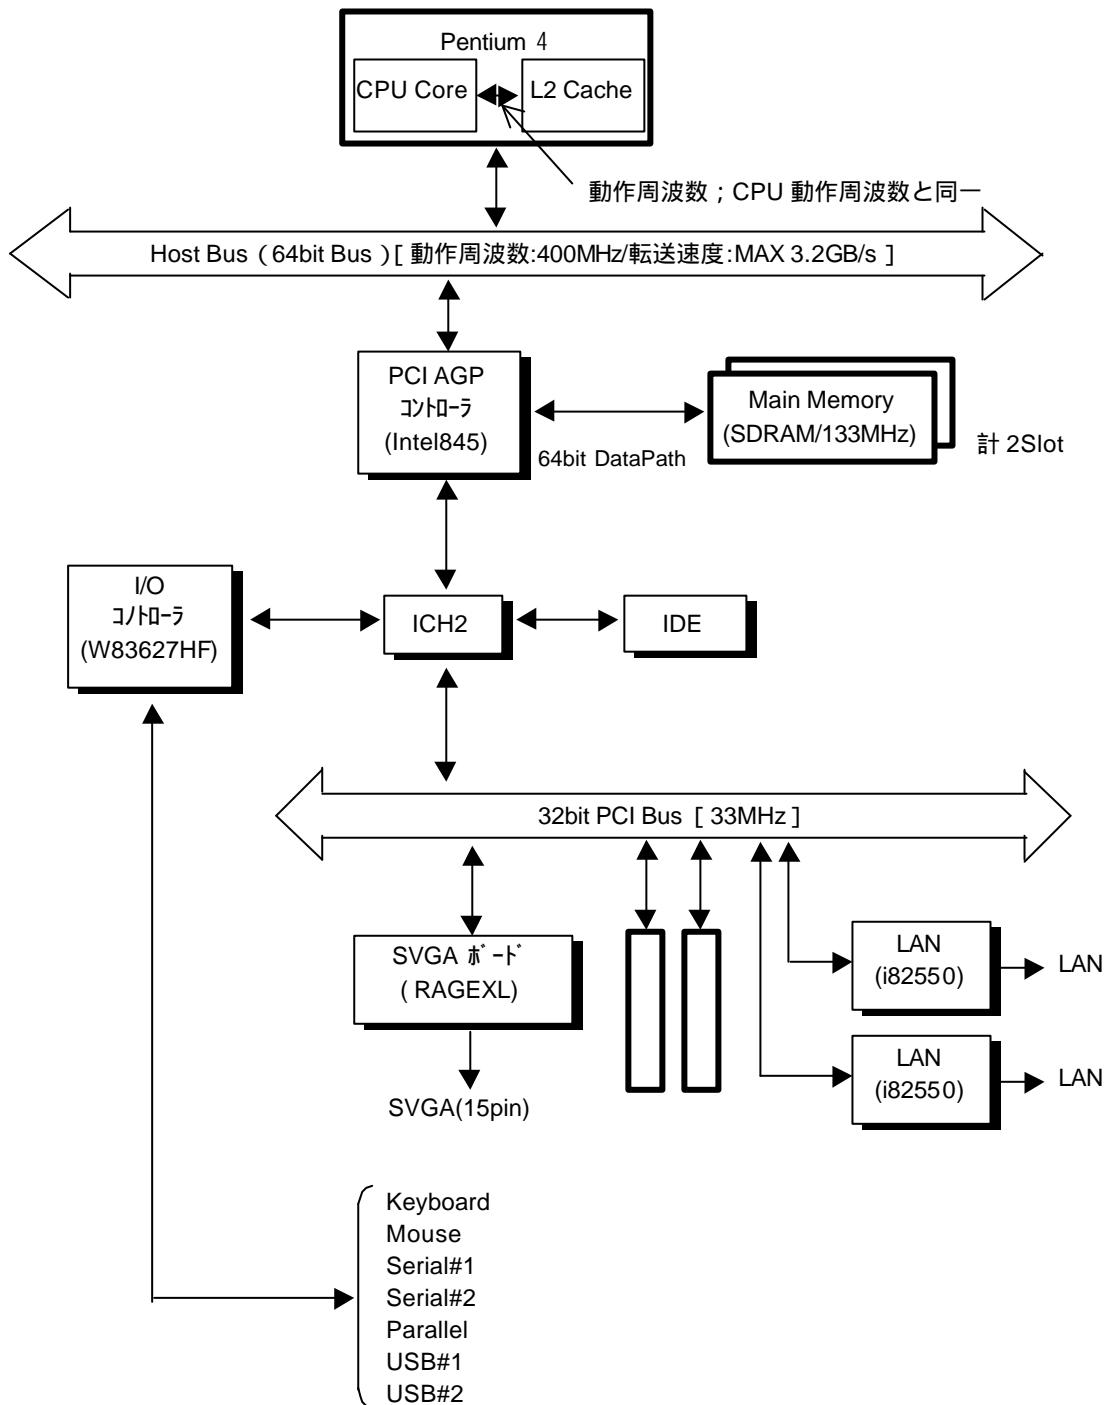 Pentium 4
CPU Core
L2 Cache
動作周波数；CPU 動作周波数と同一
Host Bus（64bit Bus）[ 動作周波数:400MHz/転送速度:MAX 3.2GB/s ]
PCI AGP
ｺﾝﾄﾛｰﾗ
(Intel845)
64bit DataPath
Main Memory
(SDRAM/133MHz)
計 2Slot
I/O
ｺﾝﾄﾛｰﾗ
(W83627HF)
ICH2
IDE
32bit PCI Bus [ 33MHz ]
SVGA ﾎﾞｰﾄﾞ
( RAGEXL)
SVGA(15pin)
LAN
(i82550)
LAN
LAN
(i82550)
LAN
Keyboard
Mouse
Serial#1
Serial#2
Parallel
USB#1
USB#2